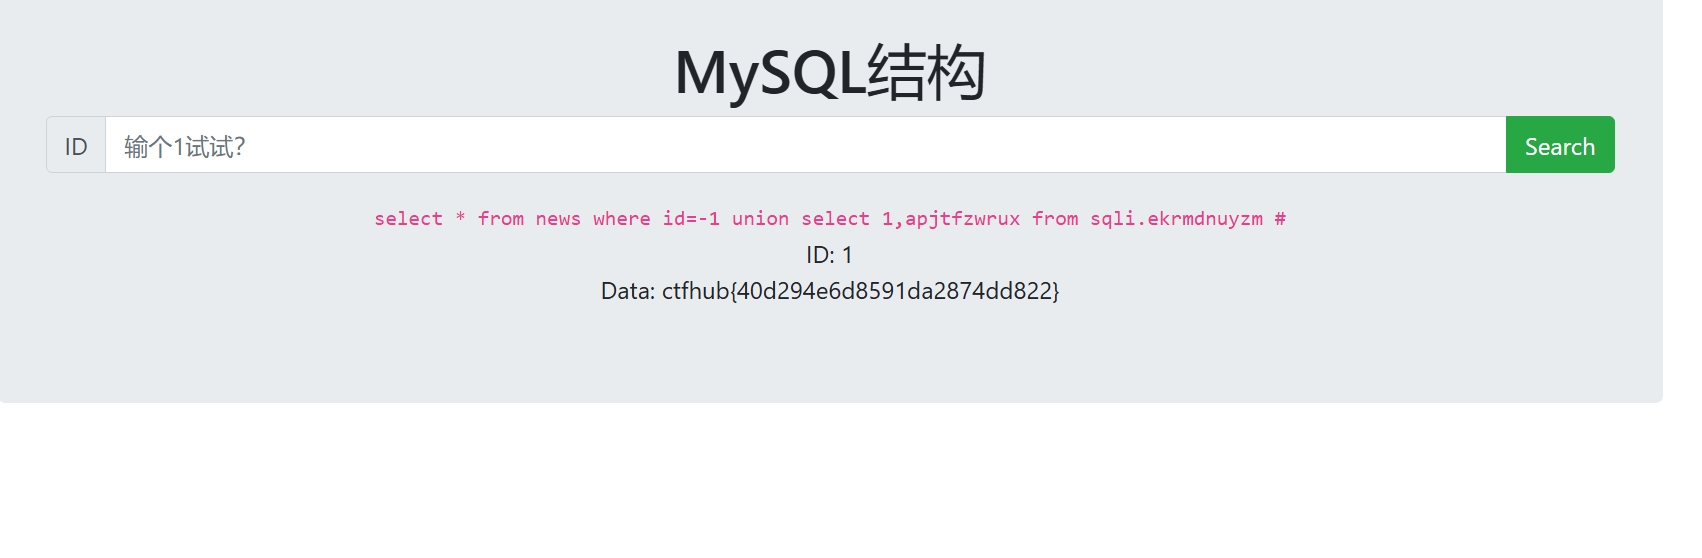 MySQL结构
ID 输个1试试？ Search
select * from news where id=-1 union select 1,apjtfzwrux from sqli.ekrmdnuyzm #
ID: 1
Data: ctfhub{40d294e6d8591da2874dd822}